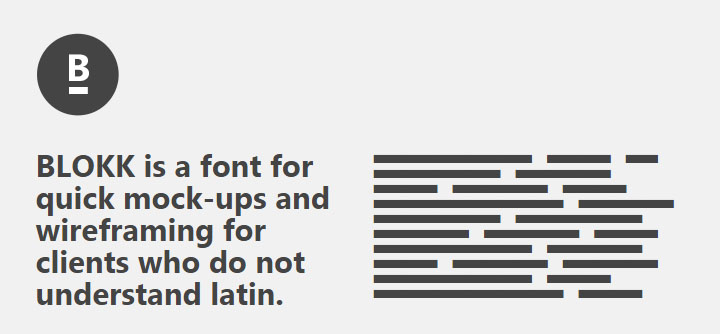 B
BLOKK is a font for
quick mock-ups and
wireframing for
clients who do not
understand latin.